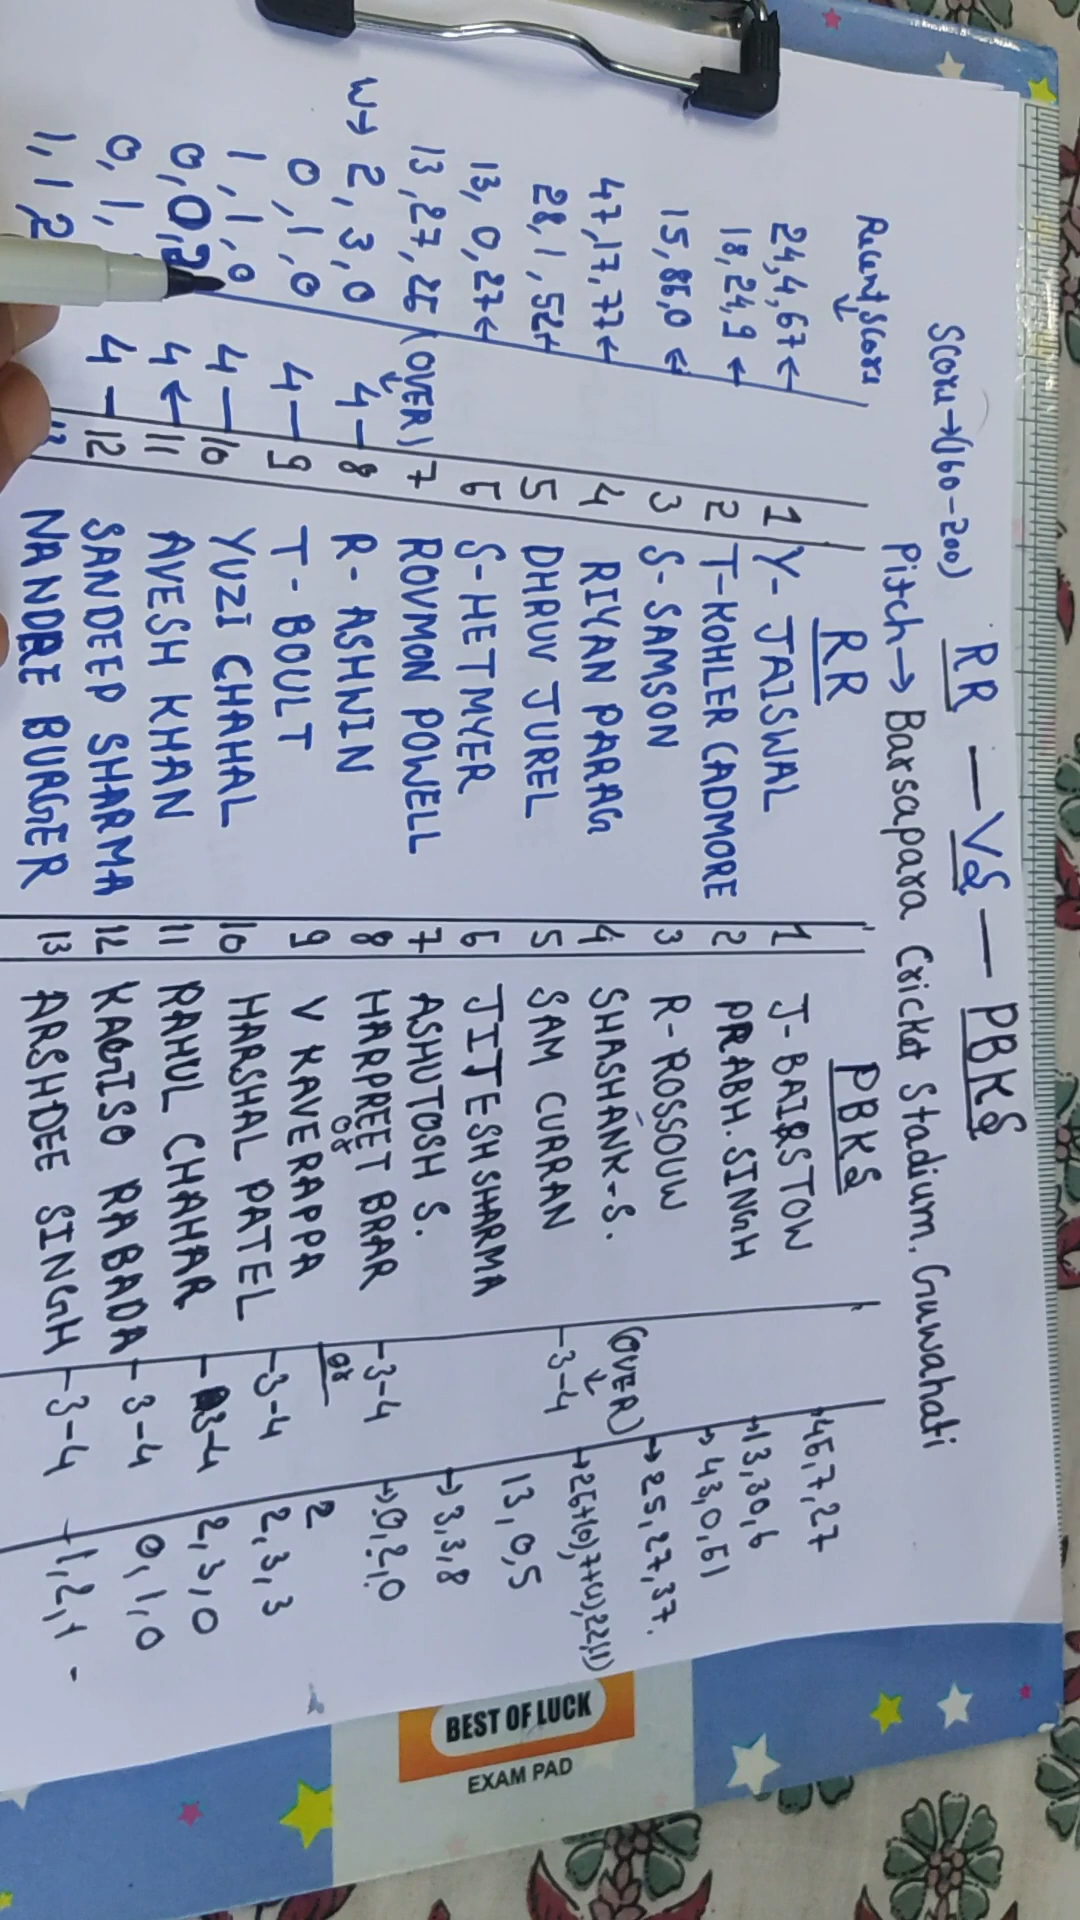 Score→(160-200) RR — VS — PBKS
Pitch → Barsapara Cricket Stadium, Guwahati
Recent Score RR PBKS
24,4,67← 1 Y- JAISWAL 1 J- BAIRSTOW →46,7,27
18,24,9 ← 2 T-KOHLER CADMORE 2 PRABH.SINGH →13,30,6
15,86,0 ← 3 S- SAMSON 3 R- ROSSOUW →43,0,61
47,17,77← 4 RIYAN PARAG 4 SHASHANK-S. (OVER) →25,27,37.
28,1,52← 5 DHRUV JUREL 5 SAM CURRAN -3-4 →26+(0),7+(1),22,(1)
13,0,27← 6 S-HETMYER 6 JITESH SHARMA 13,0,5
13,27,26 (OVER) 7 ROVMON POWELL 7 ASHUTOSH S. →3,3,8
W→ 2,3,0 4 — 8 R- ASHWIN 8 HARPREET BRAR -3-4 →0,2,0
or or
0,1,0 4 — 9 T- BOULT 9 V KAVERAPPA 2
1,1,0 4 — 10 YUZI CHAHAL 10 HARSHAL PATEL -3-4 2,3,3
0,0,2 4 ← 11 AVESH KHAN 11 RAHUL CHAHAR -3-4 2,3,0
0,1, 4 — 12 SANDEEP SHARMA 12 KAGISO RABADA -3-4 0,1,0
1,1,2 13 NANDRE BURGER 13 ARSHDEE SINGH -3-4 1,2,1
BEST OF LUCK
EXAM PAD